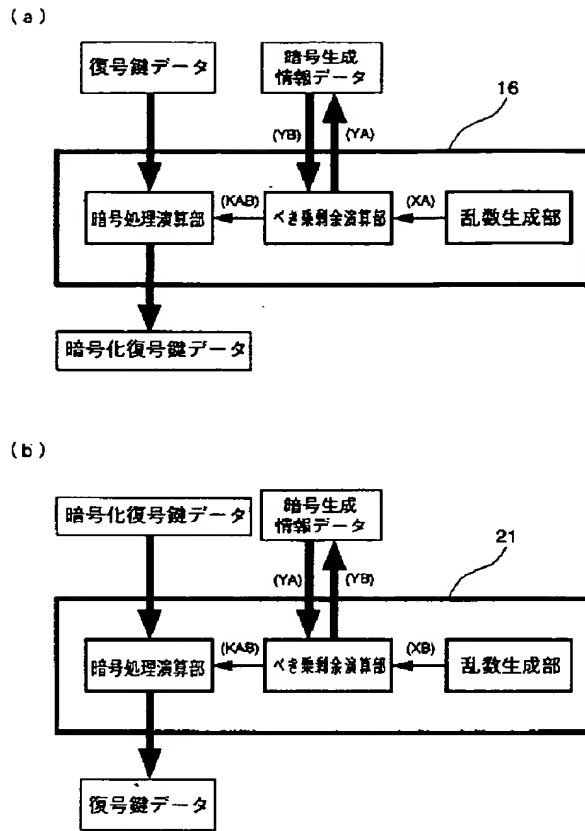 (a)
復号鍵データ
暗号生成
情報データ
16
(YB)
(YA)
暗号処理演算部
(KAB)
べき乗剰余演算部
(XA)
乱数生成部
暗号化復号鍵データ
(b)
暗号化復号鍵データ
暗号生成
情報データ
21
(YA)
(YB)
暗号処理演算部
(KAB)
べき乗剰余演算部
(XB)
乱数生成部
復号鍵データ